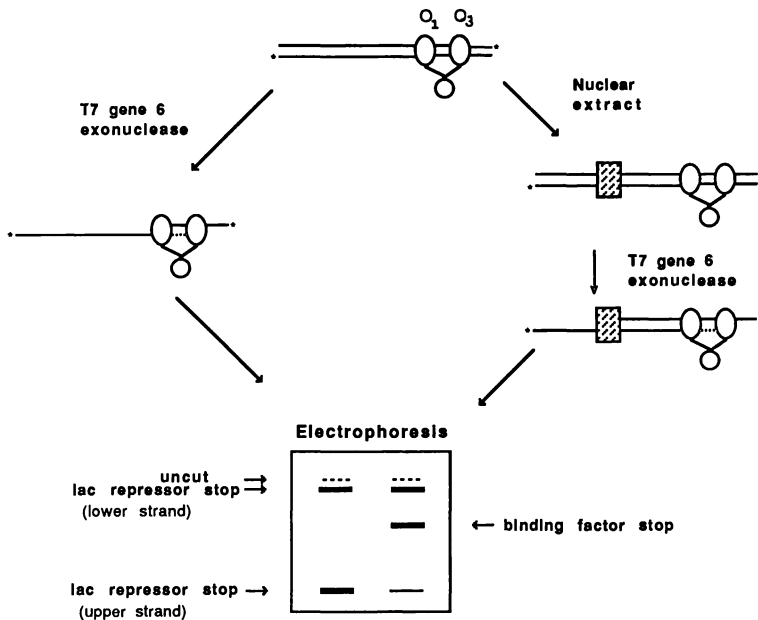 O1 O3
T7 gene 6
exonuclease
Nuclear
extract
T7 gene 6
exonuclease
Electrophoresis
uncut
lac repressor stop
(lower strand)
binding factor stop
lac repressor stop
(upper strand)